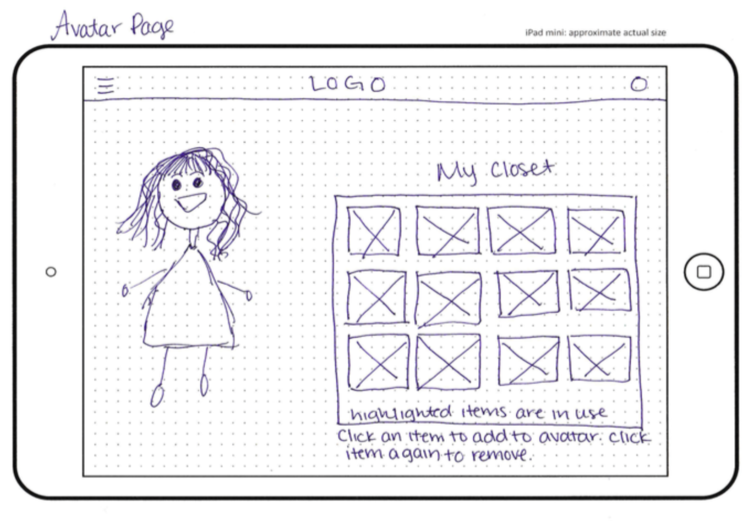 Avatar Page
iPad mini: approximate actual size
LOGO
My Closet
highlighted items are in use
Click an item to add to avatar. click
item again to remove.